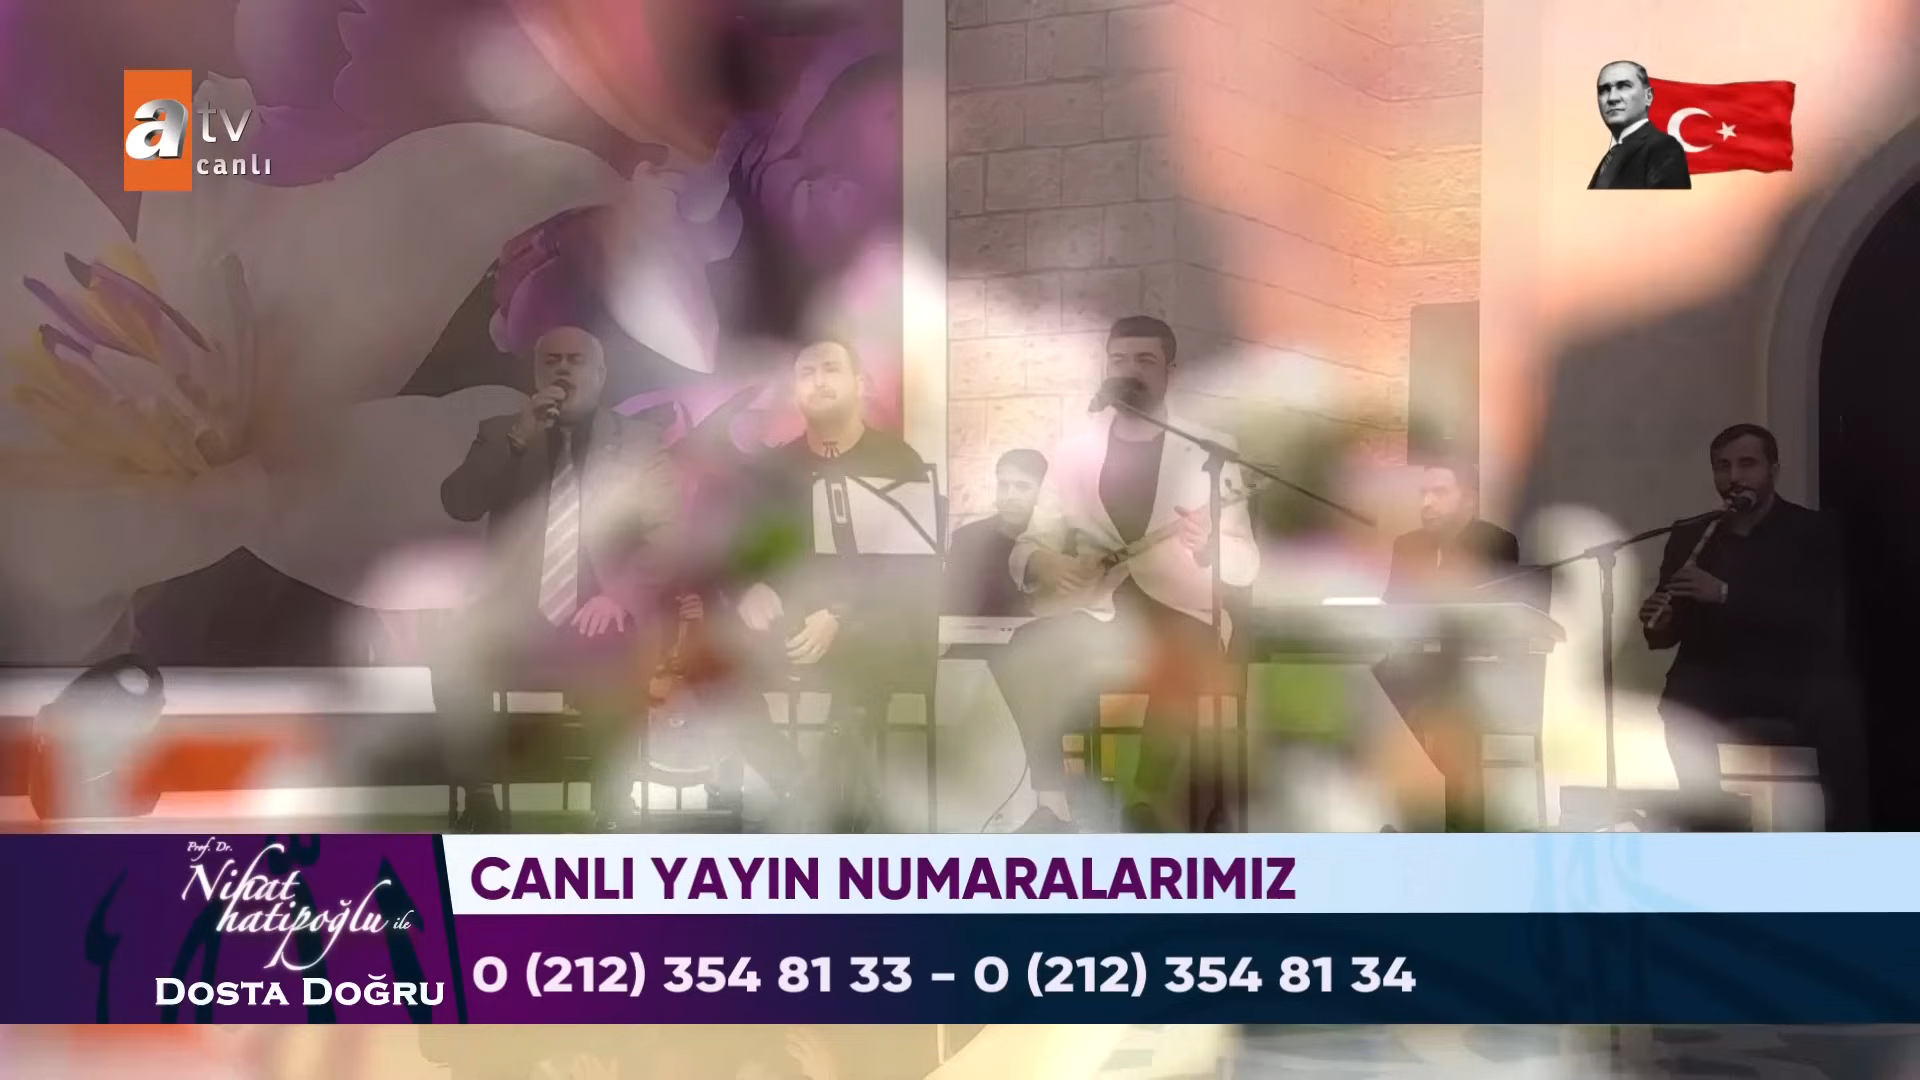 a tv
canlı
CANLI YAYIN NUMARALARIMIZ
Prof. Dr.
Nihat
hatipoğlu ile
DOSTA DOĞRU
0 (212) 354 81 33 - 0 (212) 354 81 34